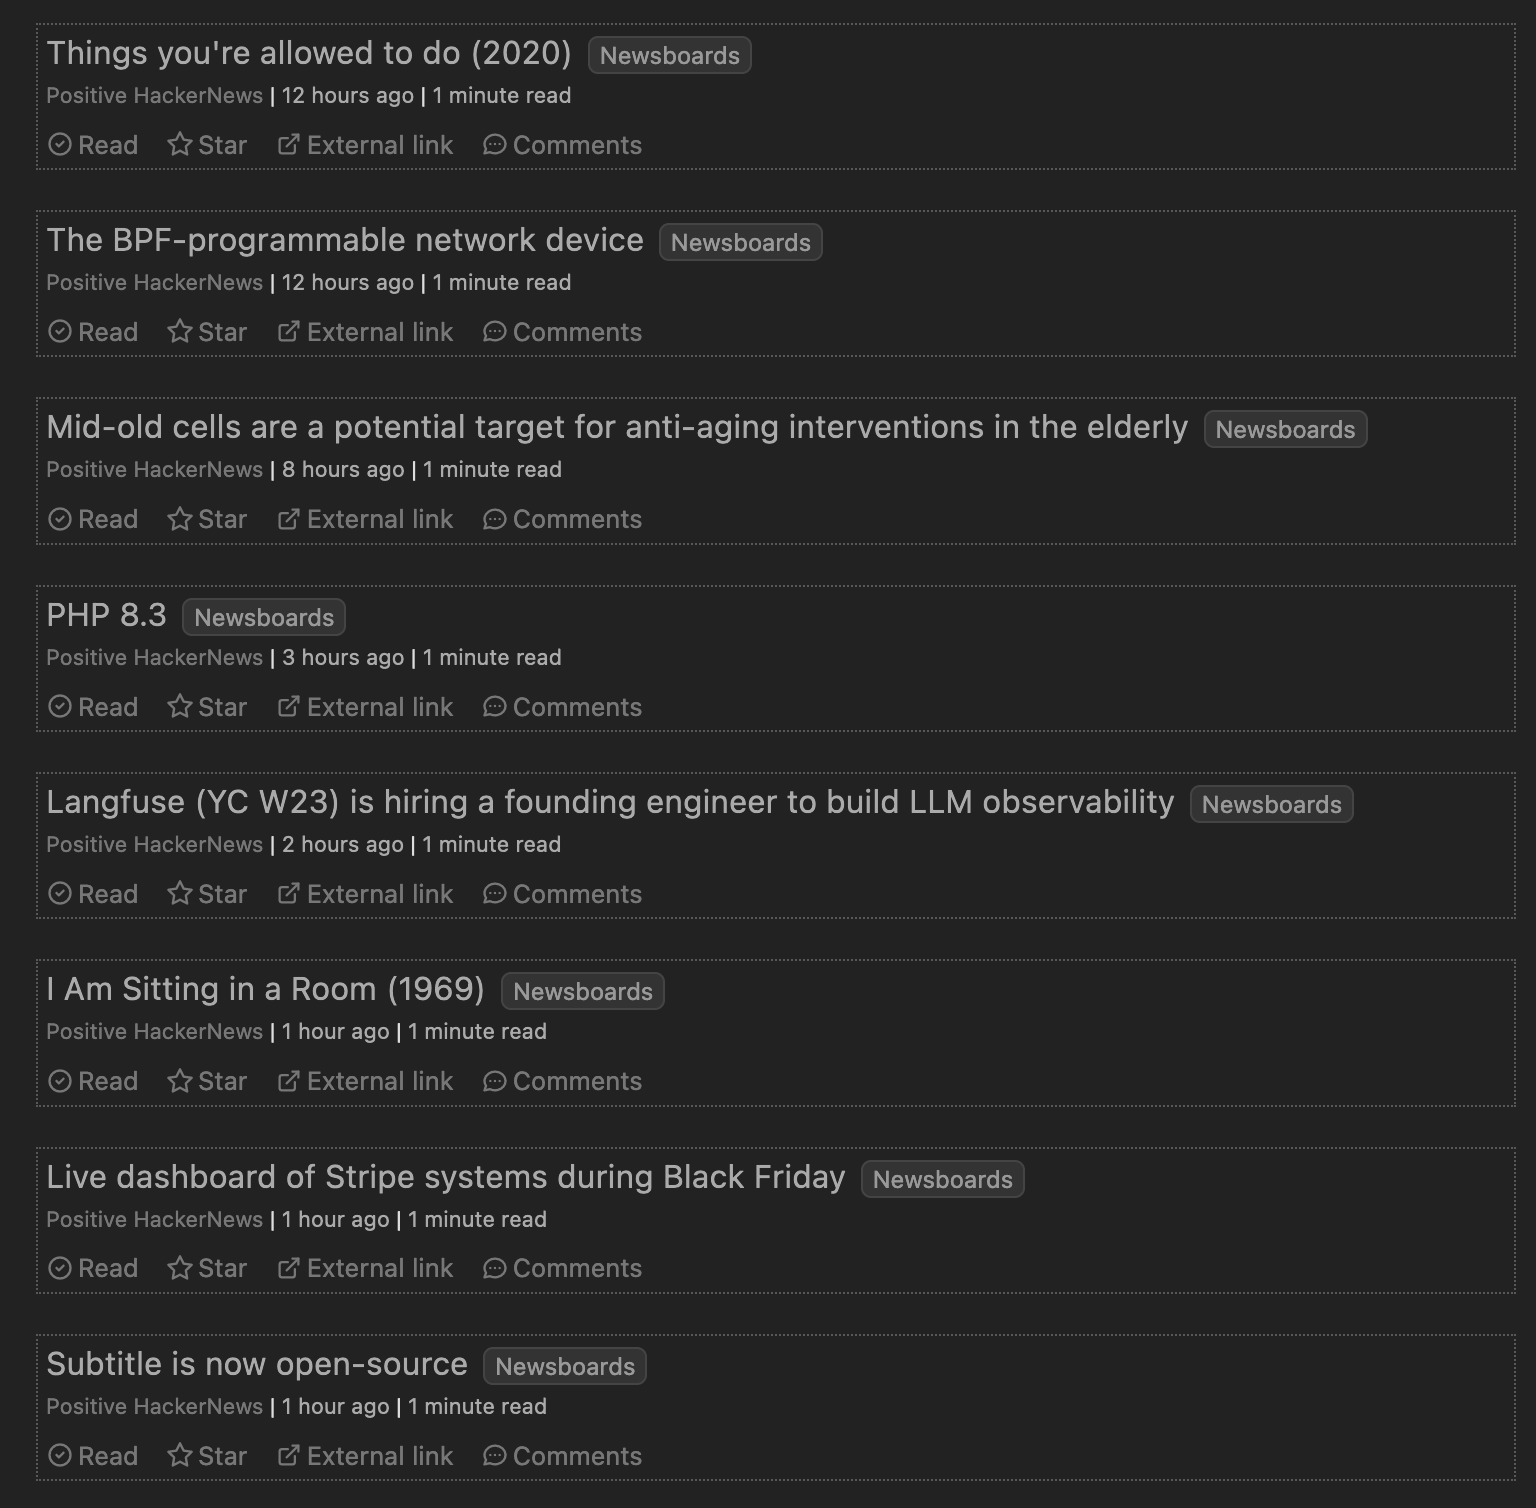 Things you're allowed to do (2020) Newsboards
Positive HackerNews | 12 hours ago | 1 minute read
Read Star External link Comments
The BPF-programmable network device Newsboards
Positive HackerNews | 12 hours ago | 1 minute read
Read Star External link Comments
Mid-old cells are a potential target for anti-aging interventions in the elderly Newsboards
Positive HackerNews | 8 hours ago | 1 minute read
Read Star External link Comments
PHP 8.3 Newsboards
Positive HackerNews | 3 hours ago | 1 minute read
Read Star External link Comments
Langfuse (YC W23) is hiring a founding engineer to build LLM observability Newsboards
Positive HackerNews | 2 hours ago | 1 minute read
Read Star External link Comments
I Am Sitting in a Room (1969) Newsboards
Positive HackerNews | 1 hour ago | 1 minute read
Read Star External link Comments
Live dashboard of Stripe systems during Black Friday Newsboards
Positive HackerNews | 1 hour ago | 1 minute read
Read Star External link Comments
Subtitle is now open-source Newsboards
Positive HackerNews | 1 hour ago | 1 minute read
Read Star External link Comments